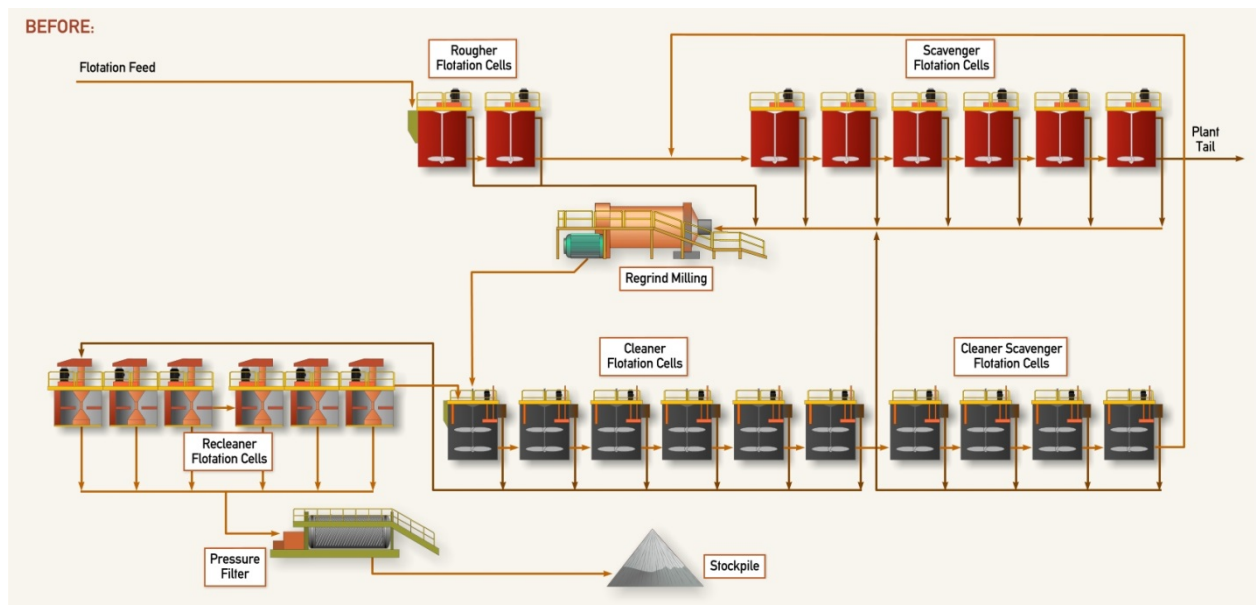 BEFORE:
Flotation Feed
Rougher
Flotation Cells
Scavenger
Flotation Cells
Plant
Tail
Regrind Milling
Cleaner
Flotation Cells
Cleaner Scavenger
Flotation Cells
Recleaner
Flotation Cells
Pressure
Filter
Stockpile